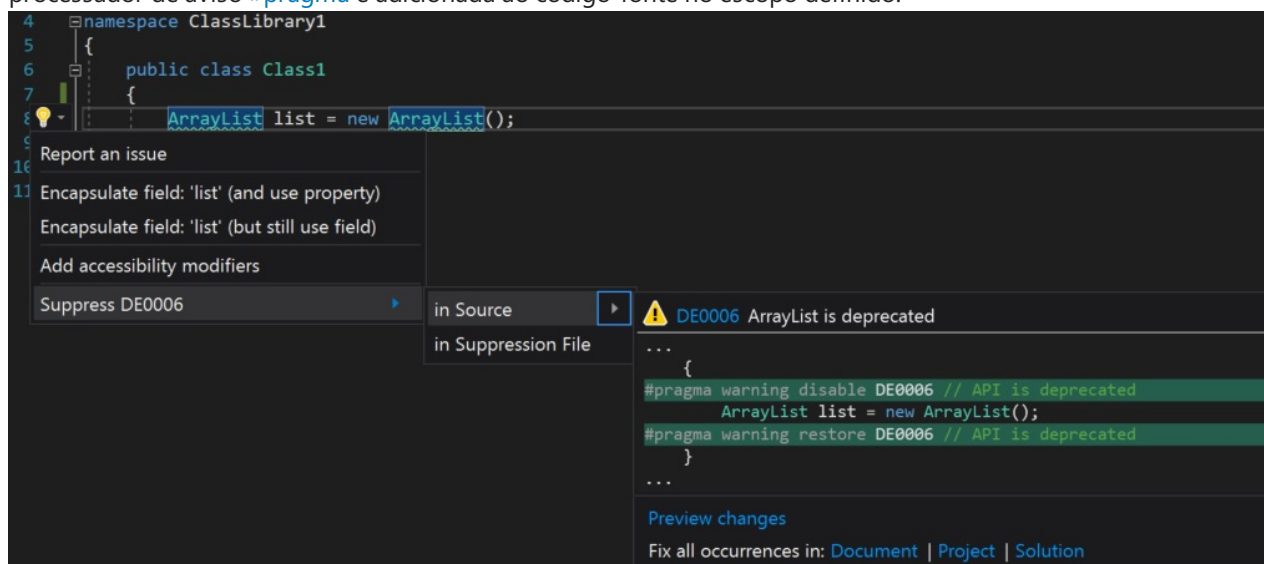 processador de aviso #pragma é adicionada ao código-fonte no escopo definido.
4 namespace ClassLibrary1
5 {
6 public class Class1
7 {
8 ArrayList list = new ArrayList();
9
10
11
Report an issue
Encapsulate field: 'list' (and use property)
Encapsulate field: 'list' (but still use field)
Add accessibility modifiers
Suppress DE0006
in Source
in Suppression File
DE0006 ArrayList is deprecated
...
{
#pragma warning disable DE0006 // API is deprecated
ArrayList list = new ArrayList();
#pragma warning restore DE0006 // API is deprecated
}
...
Preview changes
Fix all occurrences in: Document | Project | Solution